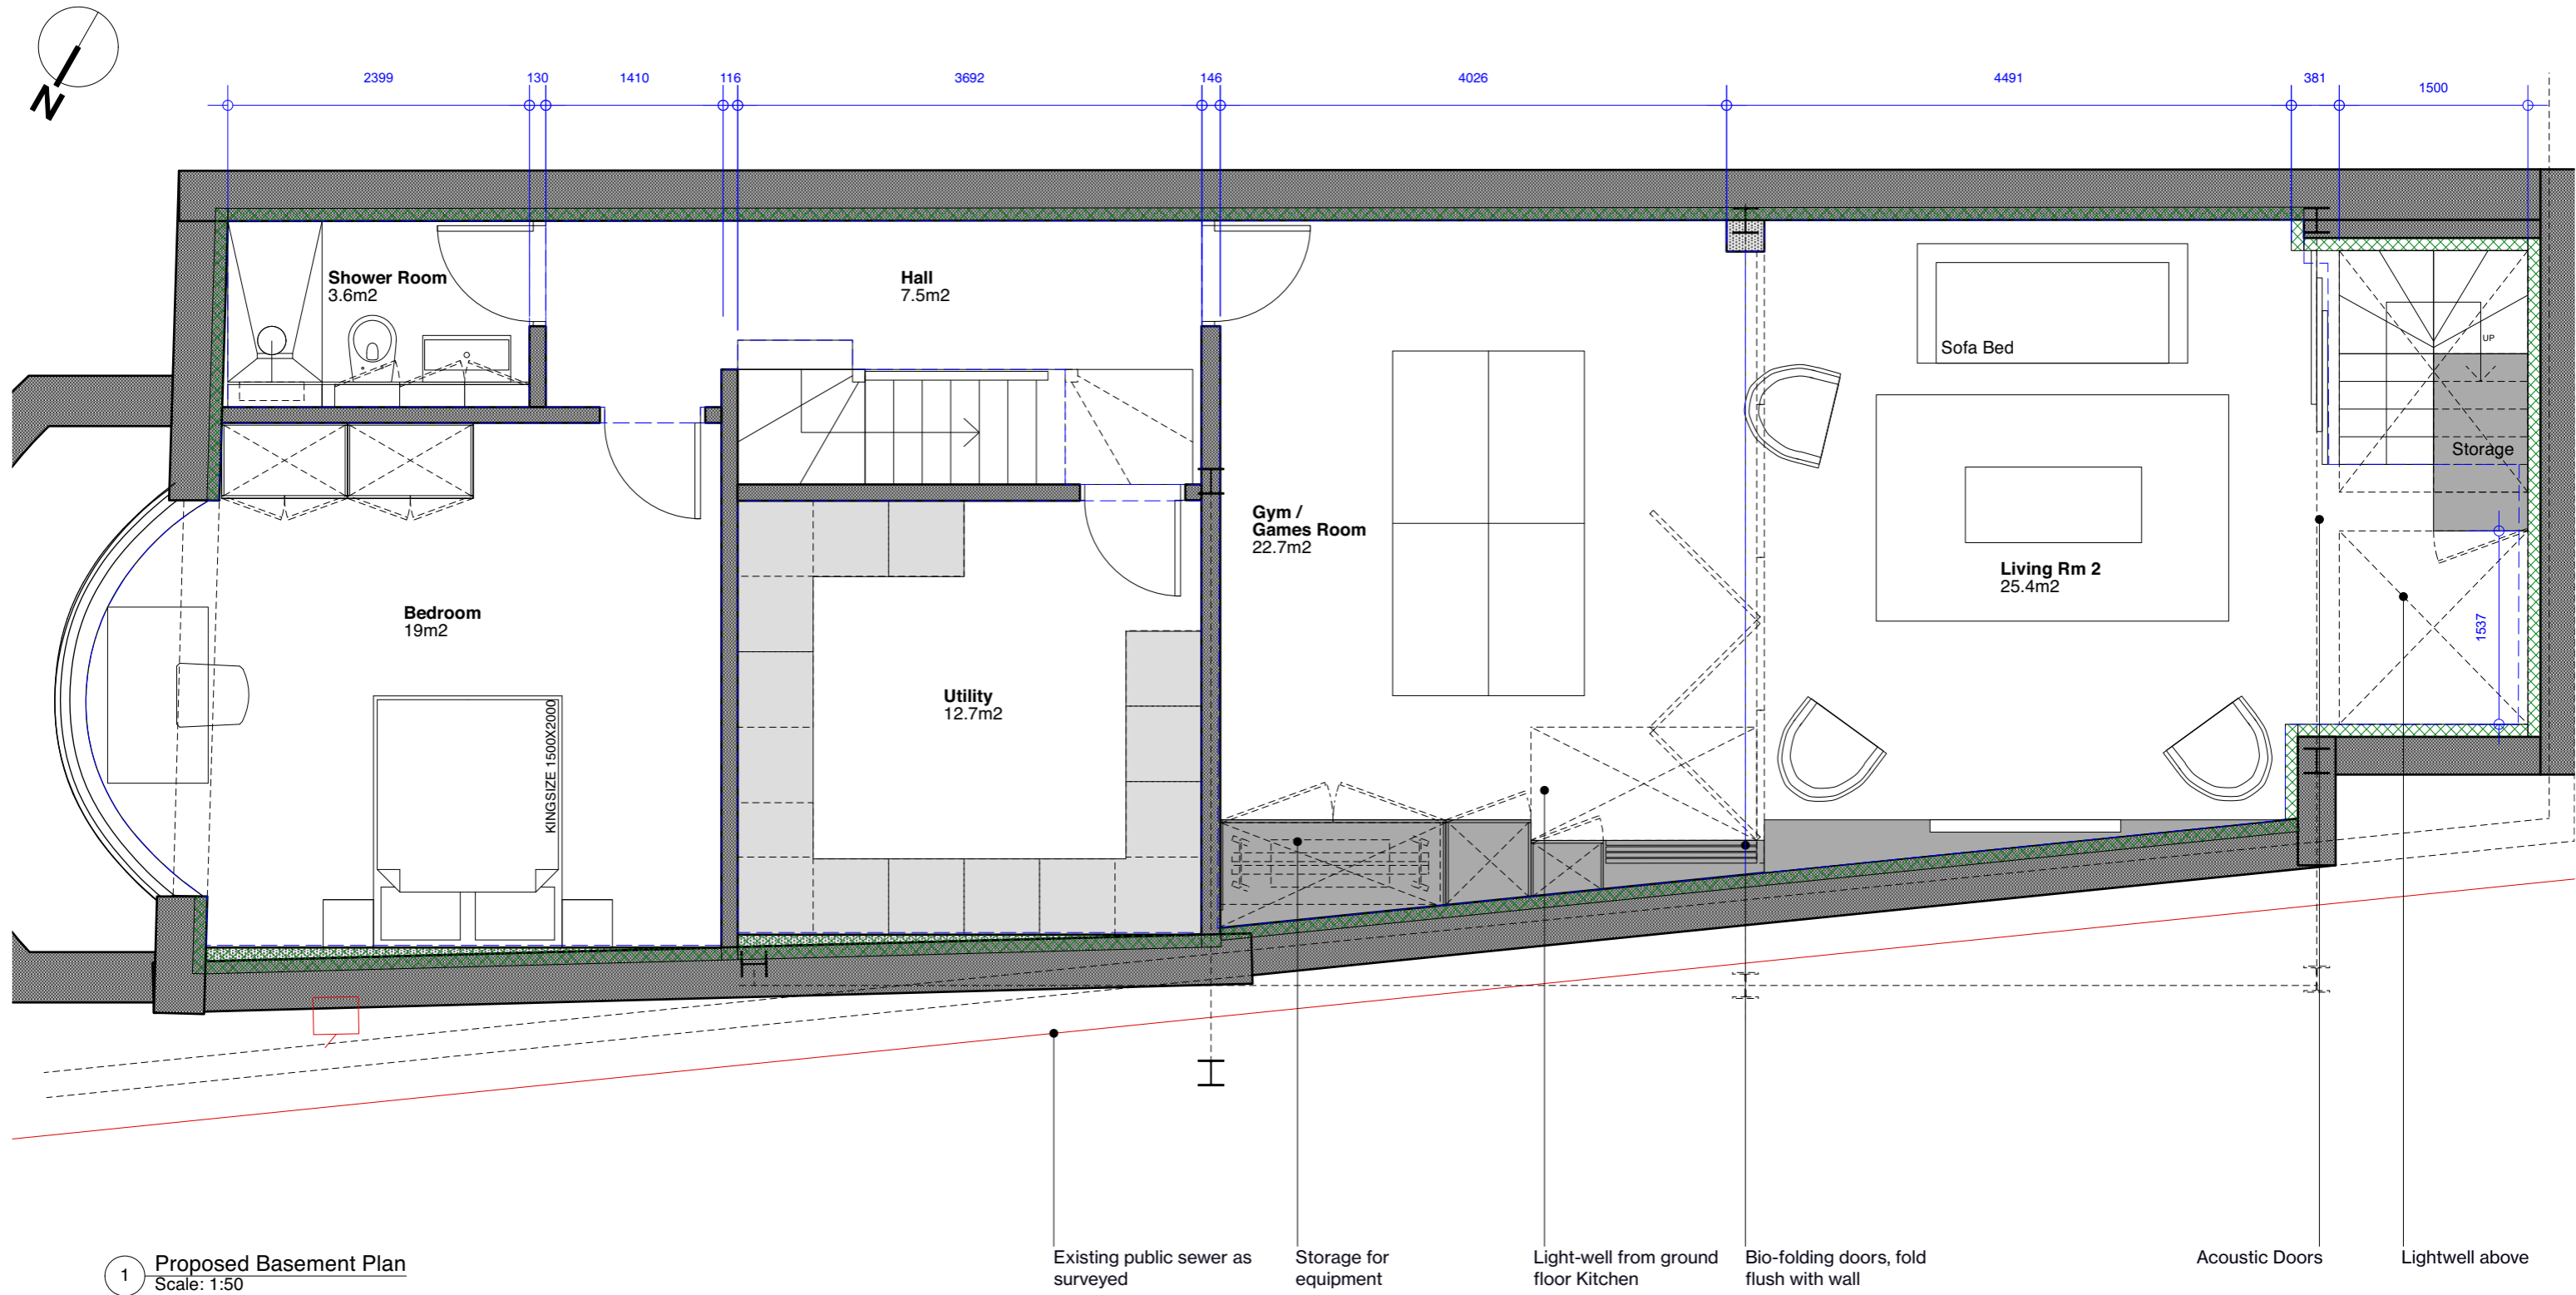 N
2399
130
1410
116
3692
146
4026
4491
381
1500
Shower Room
3.6m2
Hall
7.5m2
Sofa Bed
UP
Storage
Gym /
Games Room
22.7m2
Living Rm 2
25.4m2
1537
Bedroom
19m2
Utility
12.7m2
KINGSIZE 1500X2000
1
Proposed Basement Plan
Scale: 1:50
Existing public sewer as
surveyed
Storage for
equipment
Light-well from ground
floor Kitchen
Bio-folding doors, fold
flush with wall
Acoustic Doors
Lightwell above